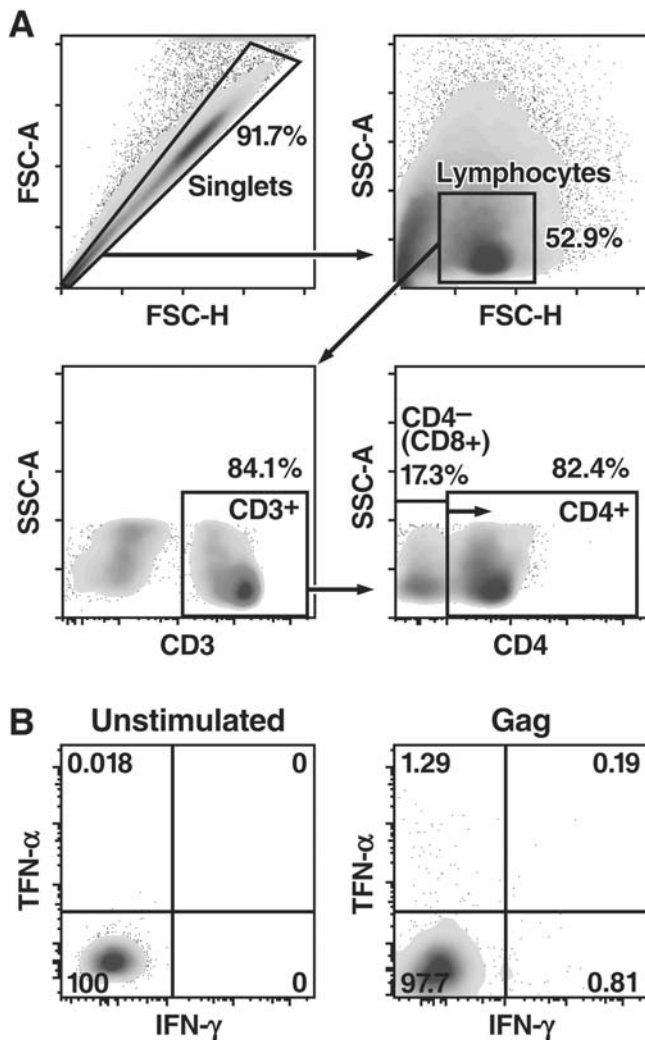 A
FSC-A
91.7%
Singlets
FSC-H
SSC-A
Lymphocytes
52.9%
FSC-H
SSC-A
84.1%
CD3+
CD3
SSC-A
CD4–
(CD8+)
17.3%
82.4%
CD4+
CD4
B
Unstimulated
TFN-α
0.018
0
100
0
IFN-γ
Gag
TFN-α
1.29
0.19
97.7
0.81
IFN-γ